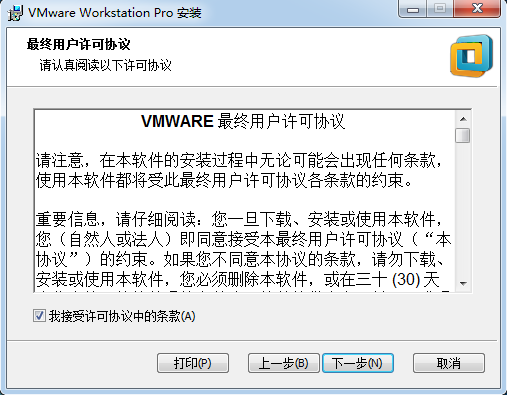 VMware Workstation Pro 安装
最终用户许可协议
请认真阅读以下许可协议
VMWARE 最终用户许可协议
请注意，在本软件的安装过程中无论可能会出现任何条款，
使用本软件都将受此最终用户许可协议各条款的约束。
重要信息，请仔细阅读：您一旦下载、安装或使用本软件，
您（自然人或法人）即同意接受本最终用户许可协议（“本
协议”）的约束。如果您不同意本协议的条款，请勿下载、
安装或使用本软件，您必须删除本软件，或在三十 (30) 天
我接受许可协议中的条款(A)
打印(P)
上一步(B)
下一步(N)
取消